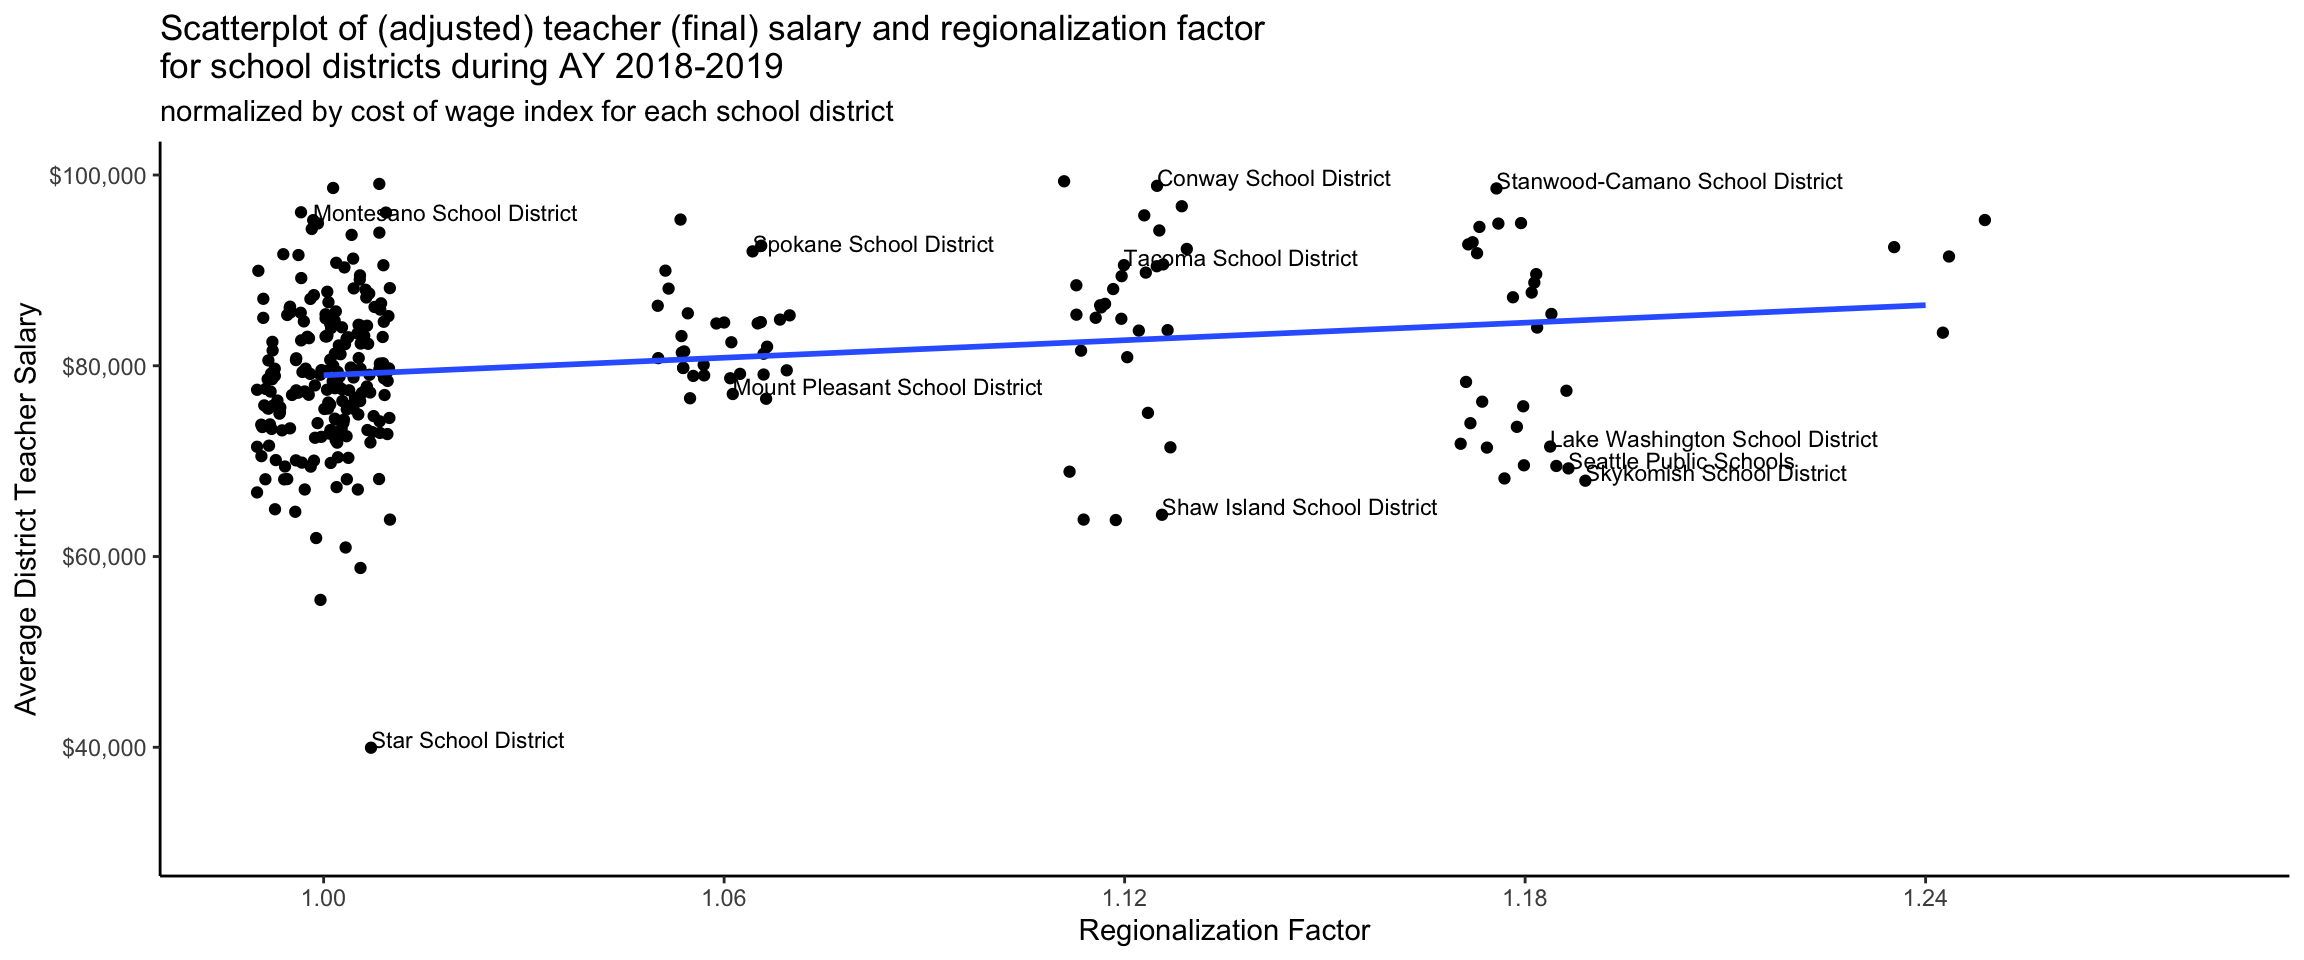 Scatterplot of (adjusted) teacher (final) salary and regionalization factor
for school districts during AY 2018-2019
normalized by cost of wage index for each school district
Average District Teacher Salary
$100,000
$80,000
$60,000
$40,000
Conway School District
Stanwood-Camano School District
Montesano School District
Spokane School District
Tacoma School District
Mount Pleasant School District
Lake Washington School District
Seattle Public Schools
Skykomish School District
Shaw Island School District
Star School District
1.00
1.06
1.12
1.18
1.24
Regionalization Factor